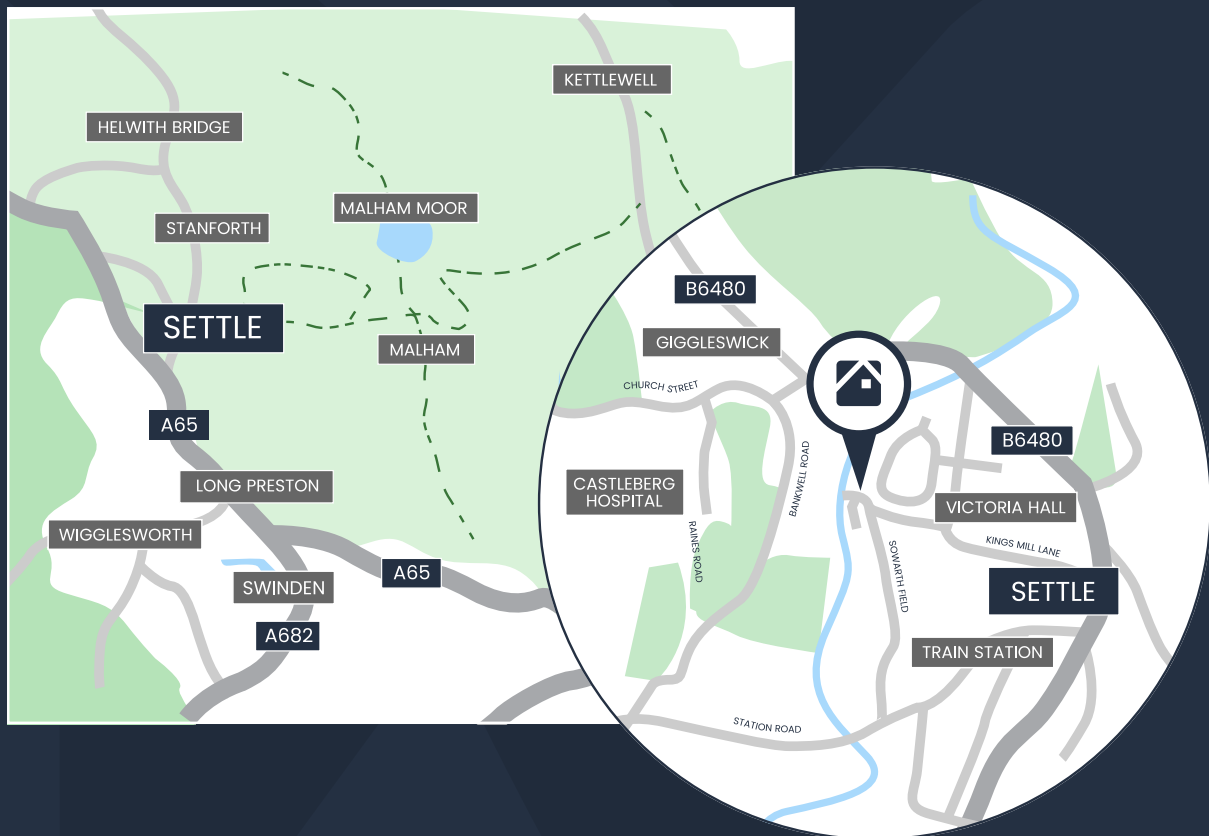 KETTLEWELL
HELWITH BRIDGE
MALHAM MOOR
STANFORTH
SETTLE
MALHAM
A65
LONG PRESTON
WIGGLESWORTH
A65
SWINDEN
A682
B6480
GIGGLESWICK
CHURCH STREET
B6480
BANKWELL ROAD
CASTLEBERG
HOSPITAL
VICTORIA HALL
RAINES ROAD
KINGS MILL LANE
SOWARTH FIELD
SETTLE
TRAIN STATION
STATION ROAD